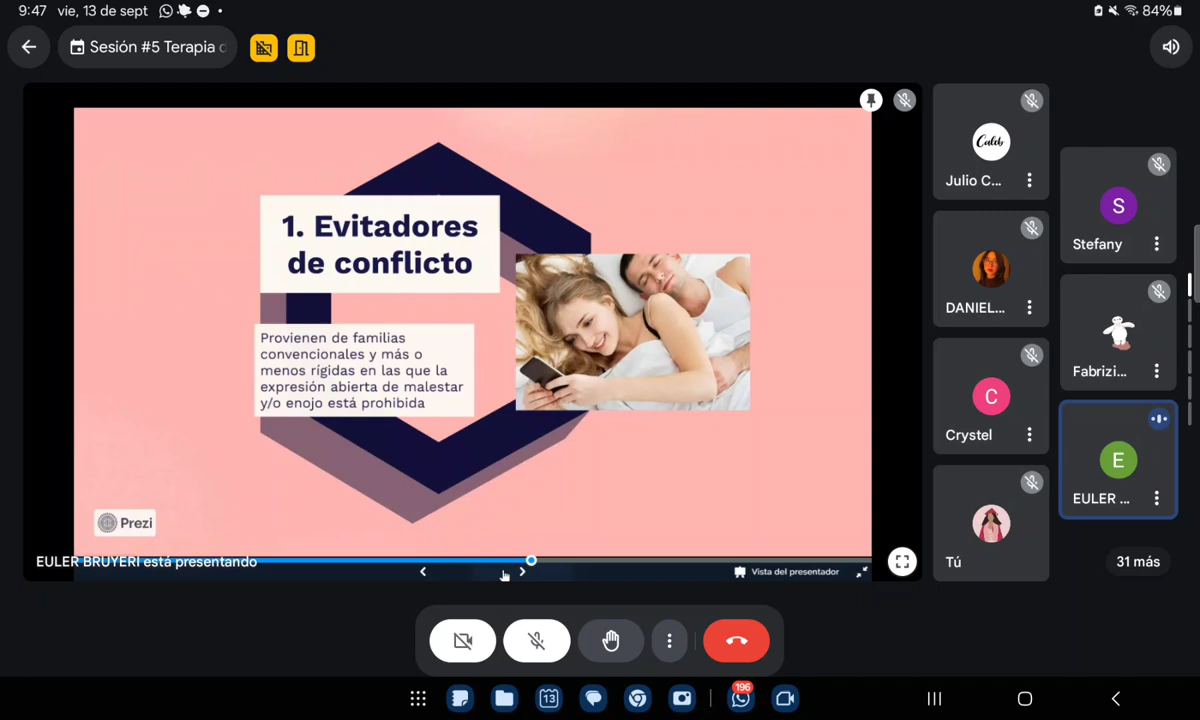 9:47 vie, 13 de sept
84%
Sesión #5 Terapia
1. Evitadores
de conflicto
Provienen de familias
convencionales y más o
menos rígidas en las que la
expresión abierta de malestar
y/o enojo está prohibida
Prezi
EULER BRUYERI está presentando
Vista del presentador
Caleb
Julio C...
DANIEL...
C
Crystel
Tú
S
Stefany
Fabrizi...
E
EULER ...
31 más
13
196